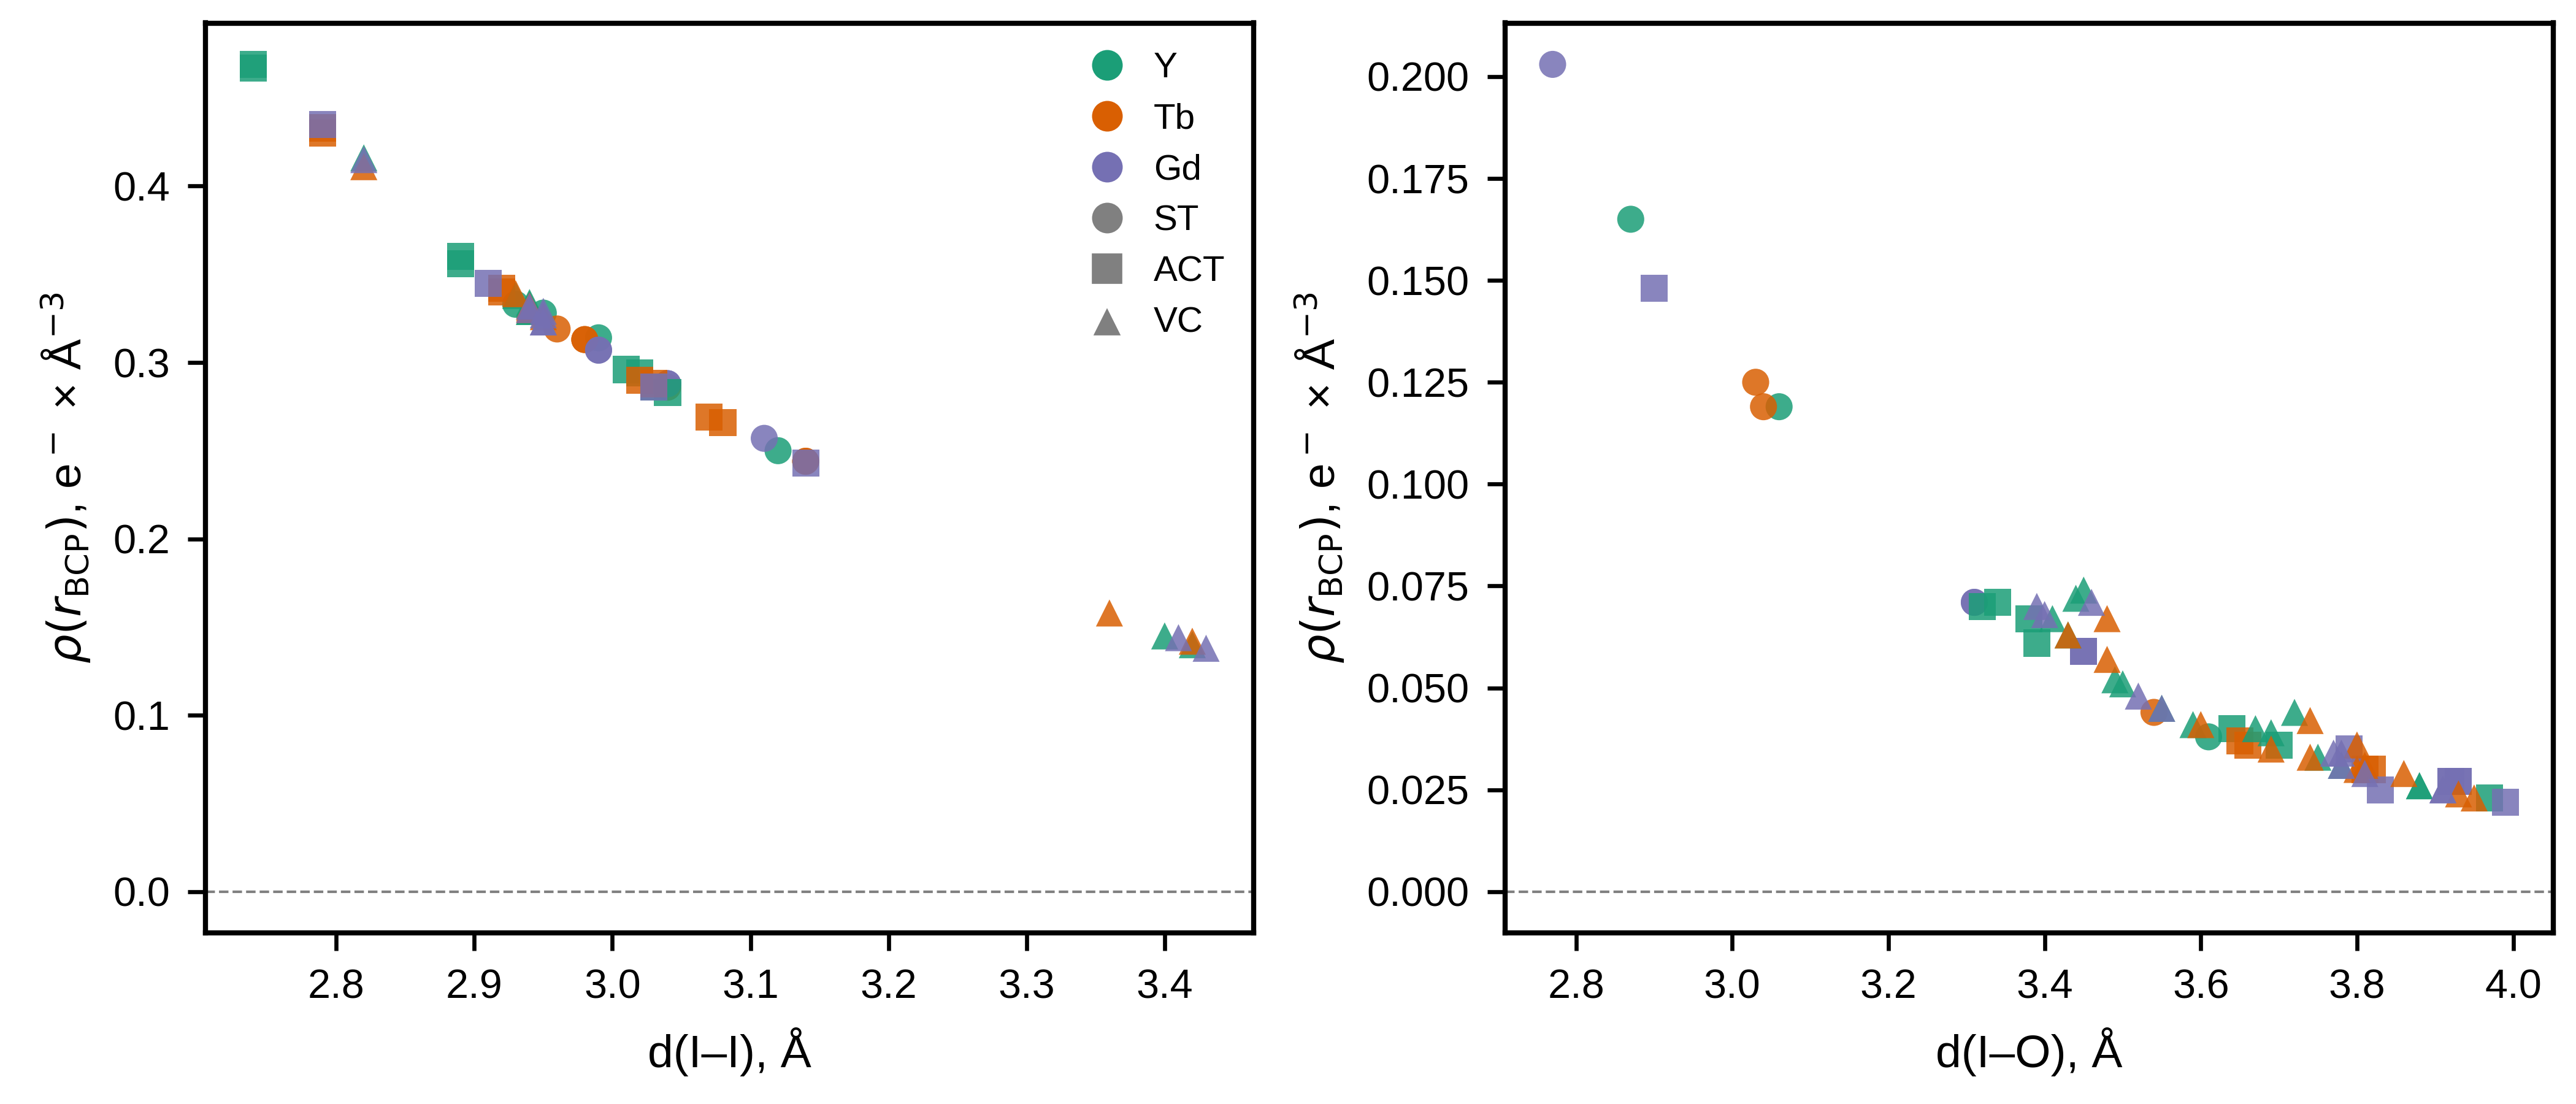 ρ(r_BCP), e⁻ × Å⁻³
0.4
0.3
0.2
0.1
0.0
2.8 2.9 3.0 3.1 3.2 3.3 3.4
d(I–I), Å
Y
Tb
Gd
ST
ACT
VC
ρ(r_BCP), e⁻ × Å⁻³
0.200
0.175
0.150
0.125
0.100
0.075
0.050
0.025
0.000
2.8 3.0 3.2 3.4 3.6 3.8 4.0
d(I–O), Å